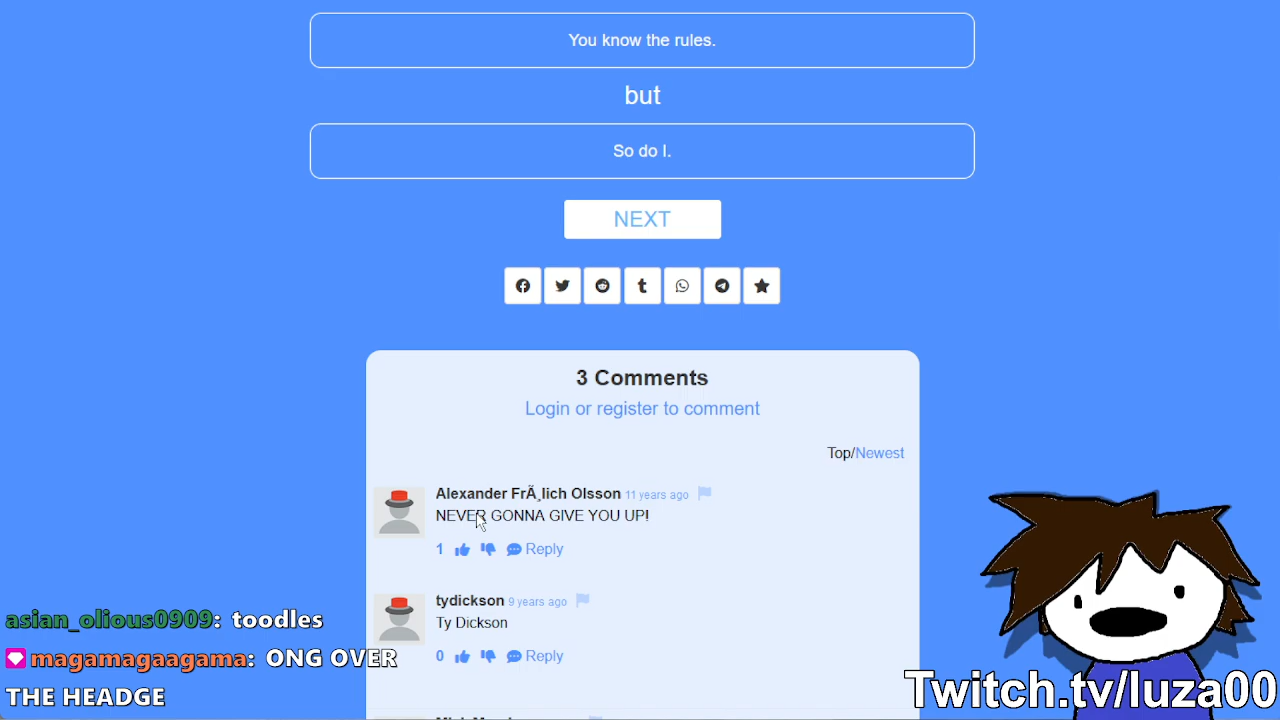 You know the rules.
but
So do I.
NEXT
3 Comments
Login or register to comment
Top/Newest
Alexander FrÃ¸lich Olsson 11 years ago
NEVER GONNA GIVE YOU UP!
1 Reply
tydickson 9 years ago
Ty Dickson
0 Reply
asian_olious0909: toodles
magamagaagama: ONG OVER
THE HEADGE
Twitch.tv/luza00